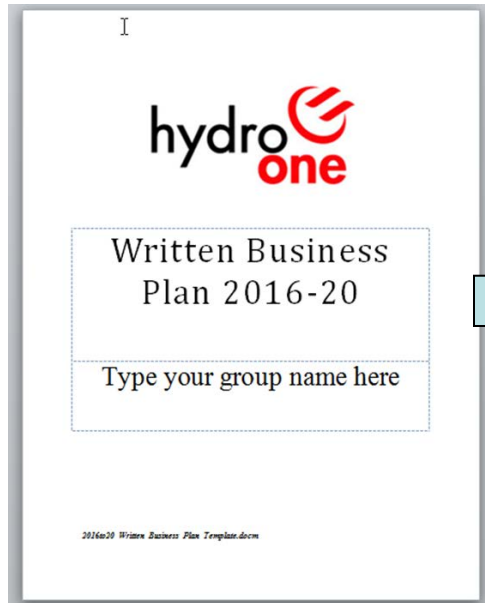 hydro
one
Written Business
Plan 2016-20
Type your group name here
2016to20 Written Business Plan Template.docm